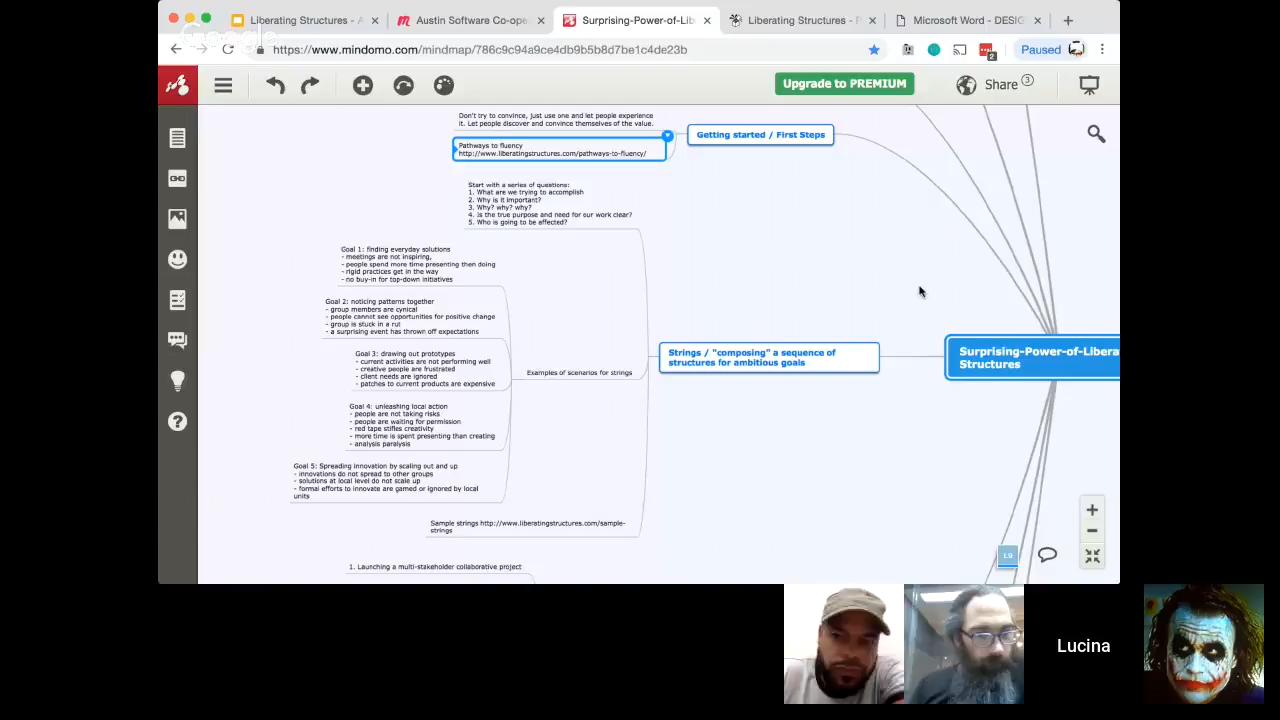 Liberating Structures - A
Austin Software Co-ope
Surprising-Power-of-Lib
Liberating Structures - P
Microsoft Word - DESIG
Google
https://www.mindomo.com/mindmap/786c9c94a9ce4db9b5b8d7be1c4de23b
2
Paused
Upgrade to PREMIUM
Share 3
Don't try to convince, just use one and let people experience
it. Let people discover and convince themselves of the value.
Getting started / First Steps
Pathways to fluency
http://www.liberatingstructures.com/pathways-to-fluency/
Start with a series of questions:
1. What are we trying to accomplish
2. Why is it important?
3. Why? why? why?
4. Is the true purpose and need for our work clear?
5. Who is going to be affected?
Goal 1: finding everyday solutions
- meetings are not inspiring,
- people spend more time presenting then doing
- rigid practices get in the way
- no buy-in for top-down initiatives
Goal 2: noticing patterns together
- group members are cynical
- people cannot see opportunities for positive change
- group is stuck in a rut
- a surprising event has thrown off expectations
Goal 3: drawing out prototypes
- current activities are not performing well
- creative people are frustrated
- client needs are ignored
- patches to current products are expensive
Goal 4: unleashing local action
- people are not taking risks
- people are waiting for permission
- red tape stifles creativity
- more time is spent presenting than creating
- analysis paralysis
Goal 5: Spreading innovation by scaling out and up
- innovations do not spread to other groups
- solutions at local level do not scale up
- formal efforts to innovate are gamed or ignored by local
units
Examples of scenarios for strings
Strings / "composing" a sequence of
structures for ambitious goals
Surprising-Power-of-Libera
Structures
Sample strings http://www.liberatingstructures.com/sample-
strings
1. Launching a multi-stakeholder collaborative project
L9
Lucina